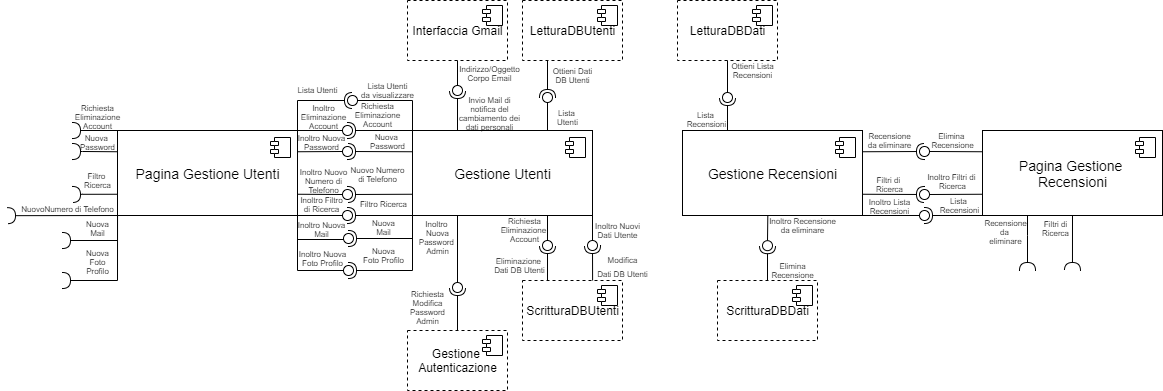 Interfaccia Gmail
LetturaDBUtenti
LetturaDBDati
Indirizzo/Oggetto
Corpo Email
Ottieni Dati
DB Utenti
Ottieni Lista
Recensioni
Lista Utenti
Lista Utenti
da visualizzare
Invio Mail di
notifica del
cambiamento dei
dati personali
Lista
Utenti
Lista
Recensioni
Richiesta
Eliminazione
Account
Inoltro
Eliminazione
Account
Richiesta
Eliminazione
Account
Nuova
Password
Inoltro Nuova
Password
Nuova
Password
Recensione
da eliminare
Elimina
Recensione
Pagina Gestione Utenti
Gestione Utenti
Gestione Recensioni
Pagina Gestione
Recensioni
Filtro
Ricerca
Inoltro Nuovo
Numero di
Telefono
Nuovo Numero
di Telefono
Filtri di
Ricerca
Inoltro Filtri di
Ricerca
NuovoNumero di Telefono
Inoltro Filtro
di Ricerca
Filtro Ricerca
Inoltro Lista
Recensioni
Lista
Recensioni
Nuova
Mail
Inoltro Nuova
Mail
Nuova
Mail
Inoltro
Nuova
Password
Admin
Richiesta
Eliminazione
Account
Inoltro Nuovi
Dati Utente
Inoltro Recensione
da eliminare
Recensione
da
eliminare
Filtri di
Ricerca
Nuova
Foto
Profilo
Inoltro Nuova
Foto Profilo
Nuova
Foto Profilo
Eliminazione
Dati DB Utenti
Modifica
Dati DB Utenti
Elimina
Recensione
Richiesta
Modifica
Password
Admin
ScritturaDBUtenti
ScritturaDBDati
Gestione
Autenticazione